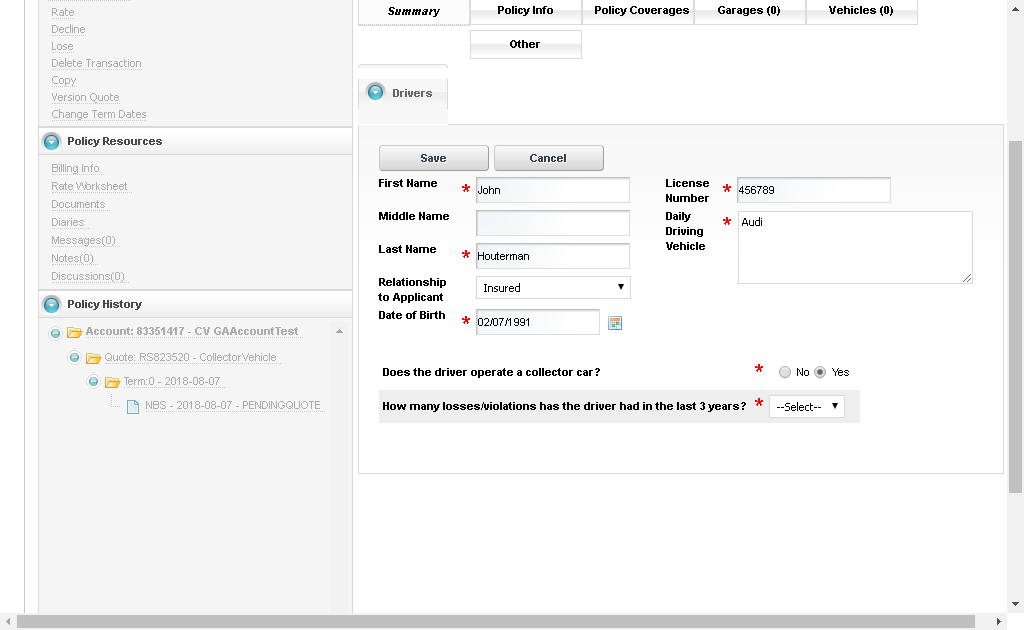 Rate
Decline
Lose
Delete Transaction
Copy
Version Quote
Change Term Dates
Policy Resources
Billing Info
Rate Worksheet
Documents
Diaries
Messages(0)
Notes(0)
Discussions(0)
Policy History
Account: 83351417 - CV GAAccountTest
Quote: RS823520 - CollectorVehicle
Term:0 - 2018-08-07
NBS - 2018-08-07 - PENDINGQUOTE
Summary Policy Info Policy Coverages Garages (0) Vehicles (0)
Other
Drivers
Save Cancel
First Name * John
Middle Name
Last Name * Houterman
Relationship
to Applicant Insured
Date of Birth * 02/07/1991
License
Number * 456789
Daily
Driving
Vehicle * Audi
Does the driver operate a collector car? * No Yes
How many losses/violations has the driver had in the last 3 years? * --Select--